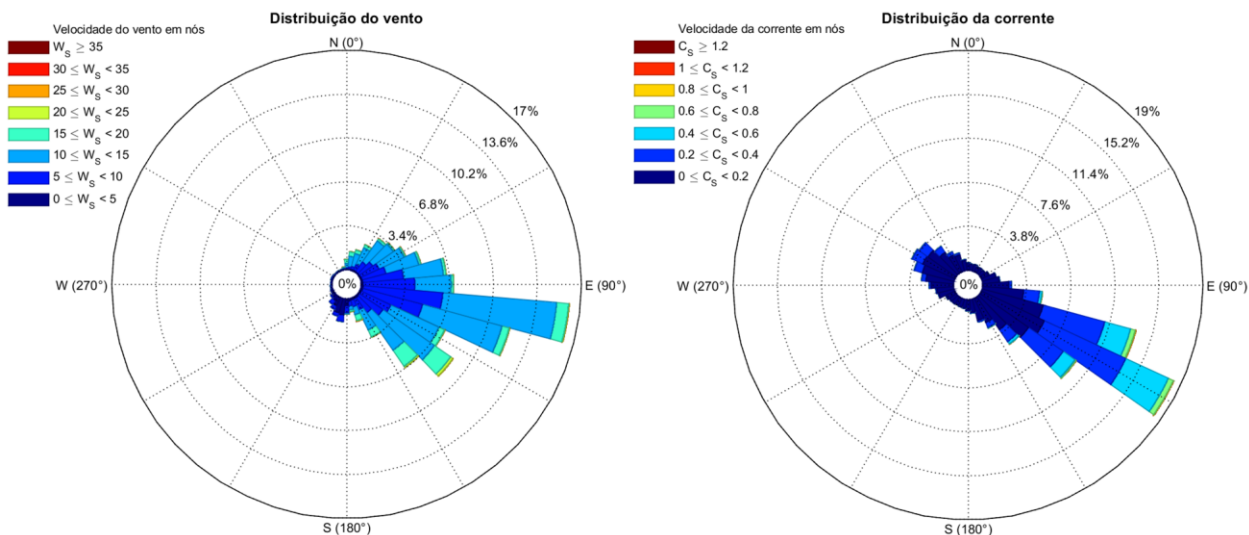 Distribuição do vento
Velocidade do vento em nós
W_S ≥ 35
30 ≤ W_S < 35
25 ≤ W_S < 30
20 ≤ W_S < 25
15 ≤ W_S < 20
10 ≤ W_S < 15
5 ≤ W_S < 10
0 ≤ W_S < 5
N (0°)
17%
13.6%
10.2%
6.8%
3.4%
0%
W (270°)
E (90°)
S (180°)
Distribuição da corrente
Velocidade da corrente em nós
C_S ≥ 1.2
1 ≤ C_S < 1.2
0.8 ≤ C_S < 1
0.6 ≤ C_S < 0.8
0.4 ≤ C_S < 0.6
0.2 ≤ C_S < 0.4
0 ≤ C_S < 0.2
N (0°)
19%
15.2%
11.4%
7.6%
3.8%
0%
W (270°)
E (90°)
S (180°)